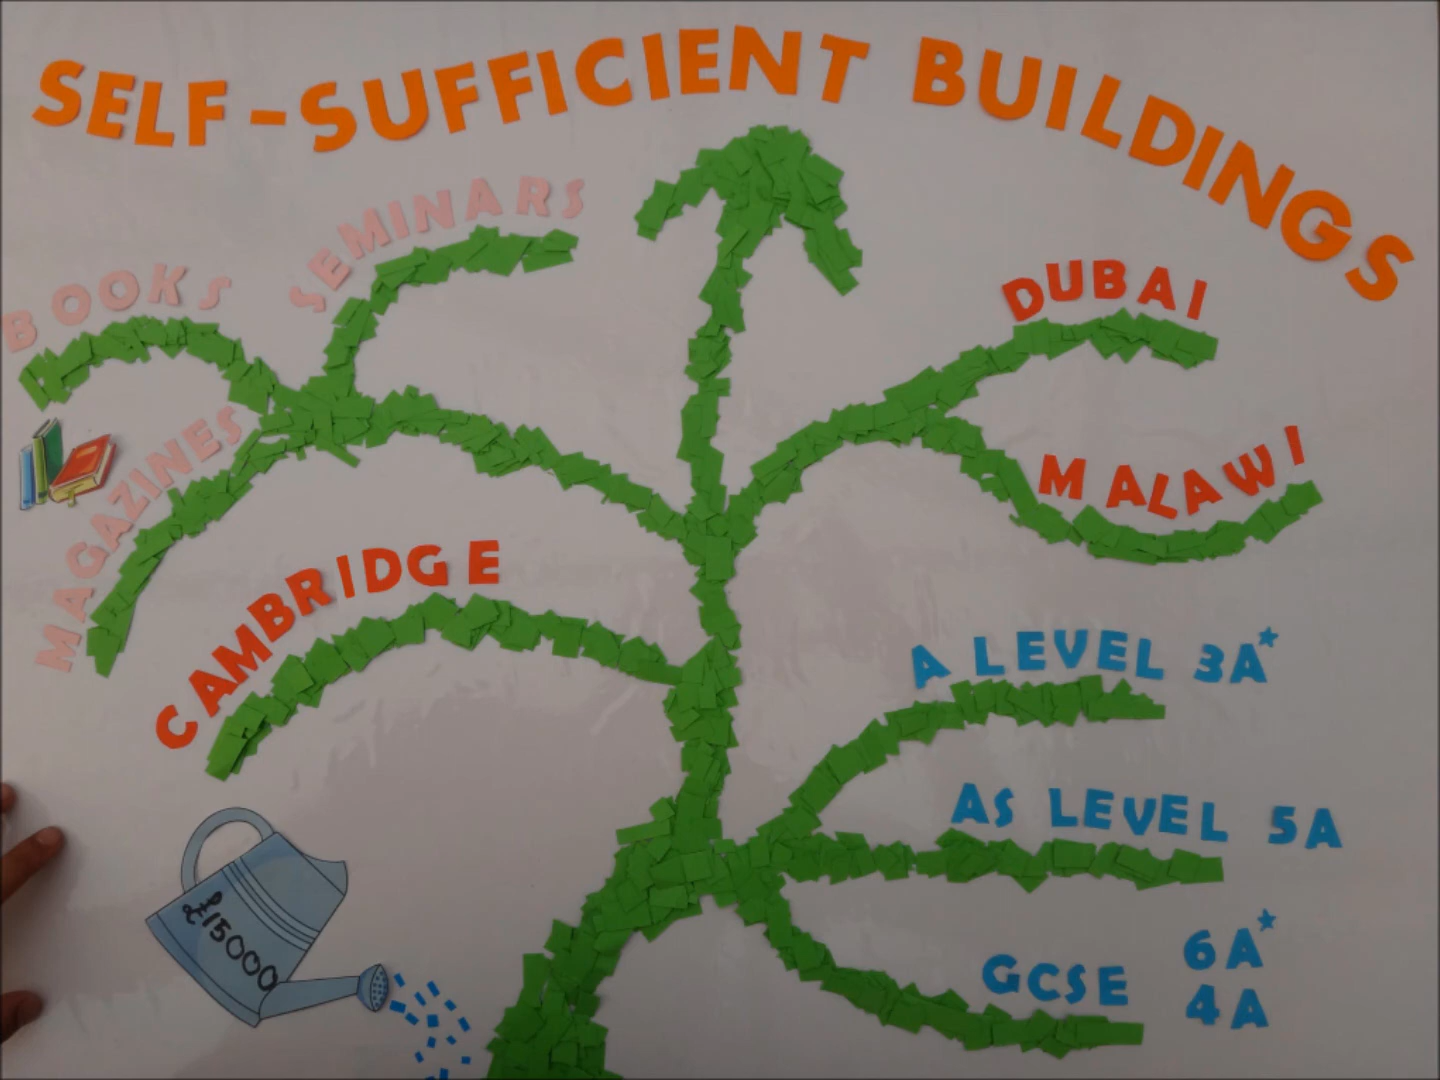 SELF-SUFFICIENT BUILDINGS
SEMINARS
BOOKS
MAGAZINES
DUBAI
MALAWI
CAMBRIDGE
A LEVEL 3A*
AS LEVEL 5A
GCSE 6A*
4A
£15000